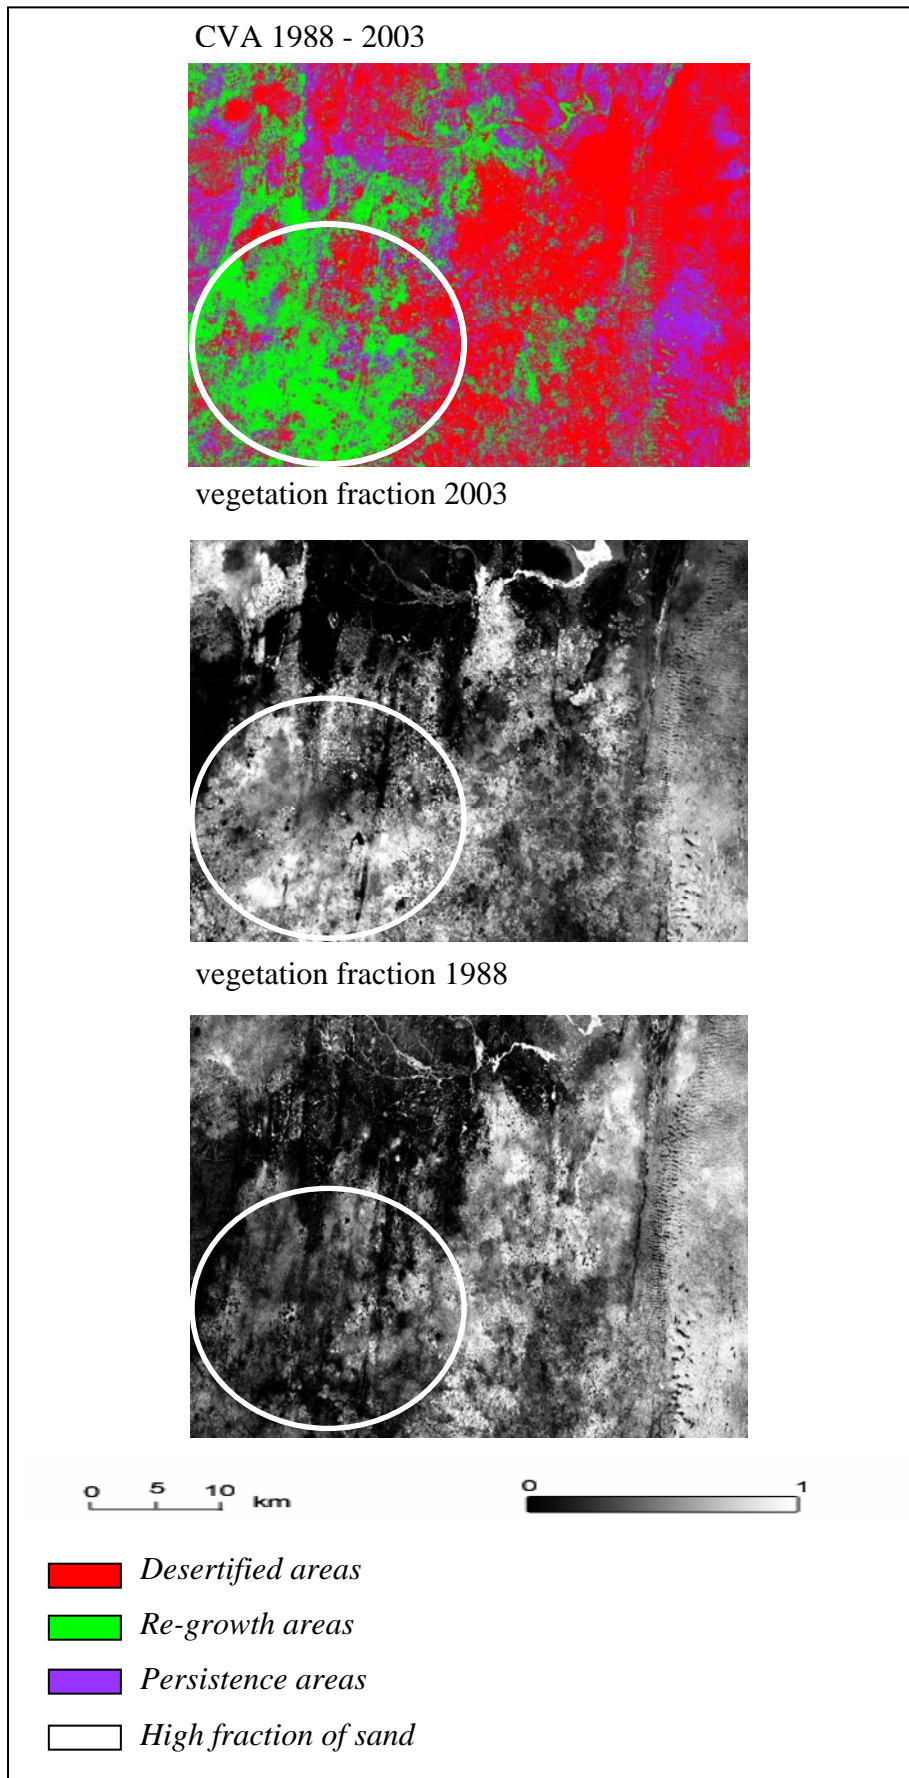 CVA 1988 - 2003
vegetation fraction 2003
vegetation fraction 1988
0 5 10 km
0 1
Desertified areas
Re-growth areas
Persistence areas
High fraction of sand